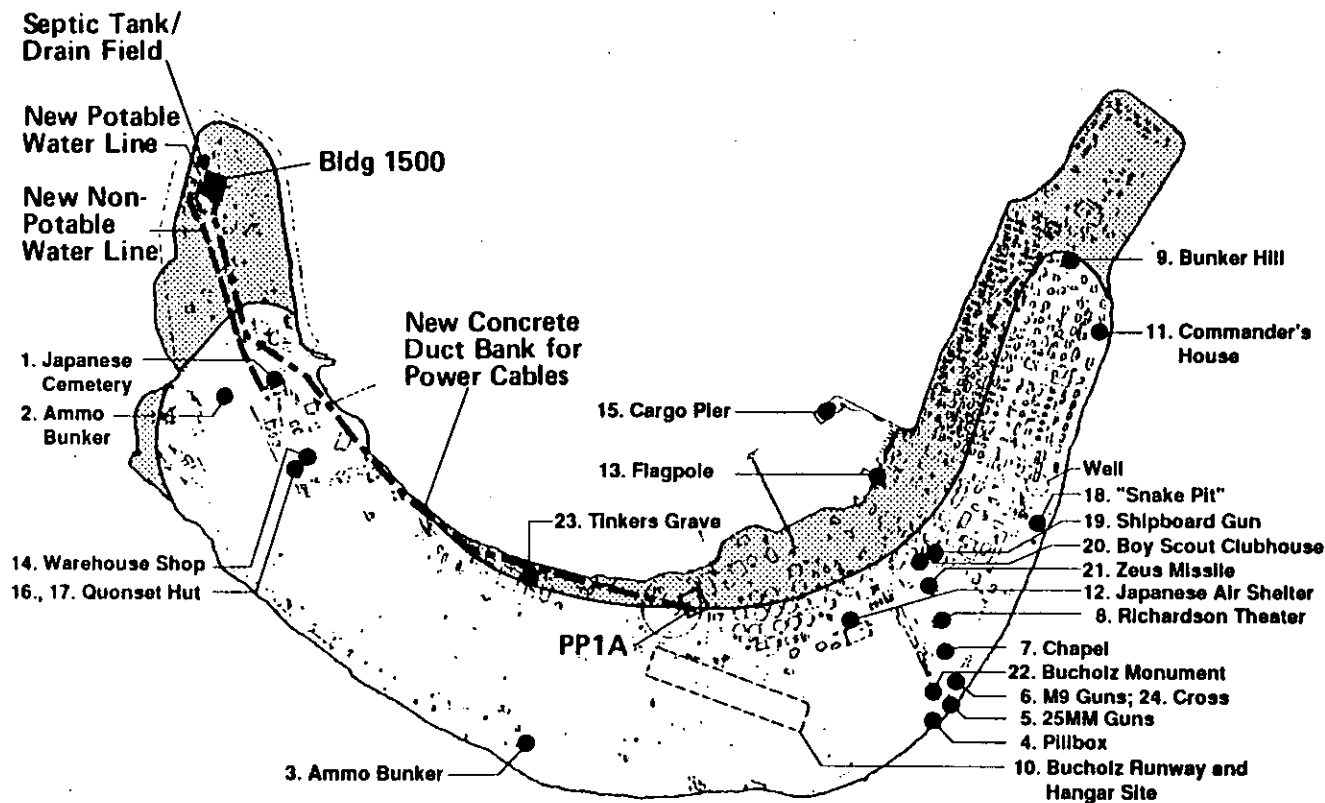 Septic Tank/
Drain Field
New Potable
Water Line
Bldg 1500
New Non-
Potable
Water Line
9. Bunker Hill
New Concrete
Duct Bank for
Power Cables
11. Commander's
House
1. Japanese
Cemetery
2. Ammo
Bunker
15. Cargo Pier
13. Flagpole
Well
18. "Snake Pit"
23. Tinkers Grave
19. Shipboard Gun
20. Boy Scout Clubhouse
21. Zeus Missile
14. Warehouse Shop
16., 17. Quonset Hut
12. Japanese Air Shelter
8. Richardson Theater
PP1A
7. Chapel
22. Bucholz Monument
6. M9 Guns; 24. Cross
5. 25MM Guns
4. Pillbox
3. Ammo Bunker
10. Bucholz Runway and
Hangar Site